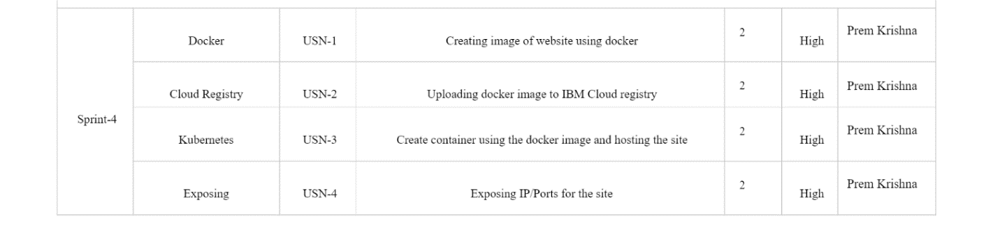 Sprint-4
Docker USN-1 Creating image of website using docker 2 High Prem Krishna
Cloud Registry USN-2 Uploading docker image to IBM Cloud registry 2 High Prem Krishna
Kubernetes USN-3 Create container using the docker image and hosting the site 2 High Prem Krishna
Exposing USN-4 Exposing IP/Ports for the site 2 High Prem Krishna